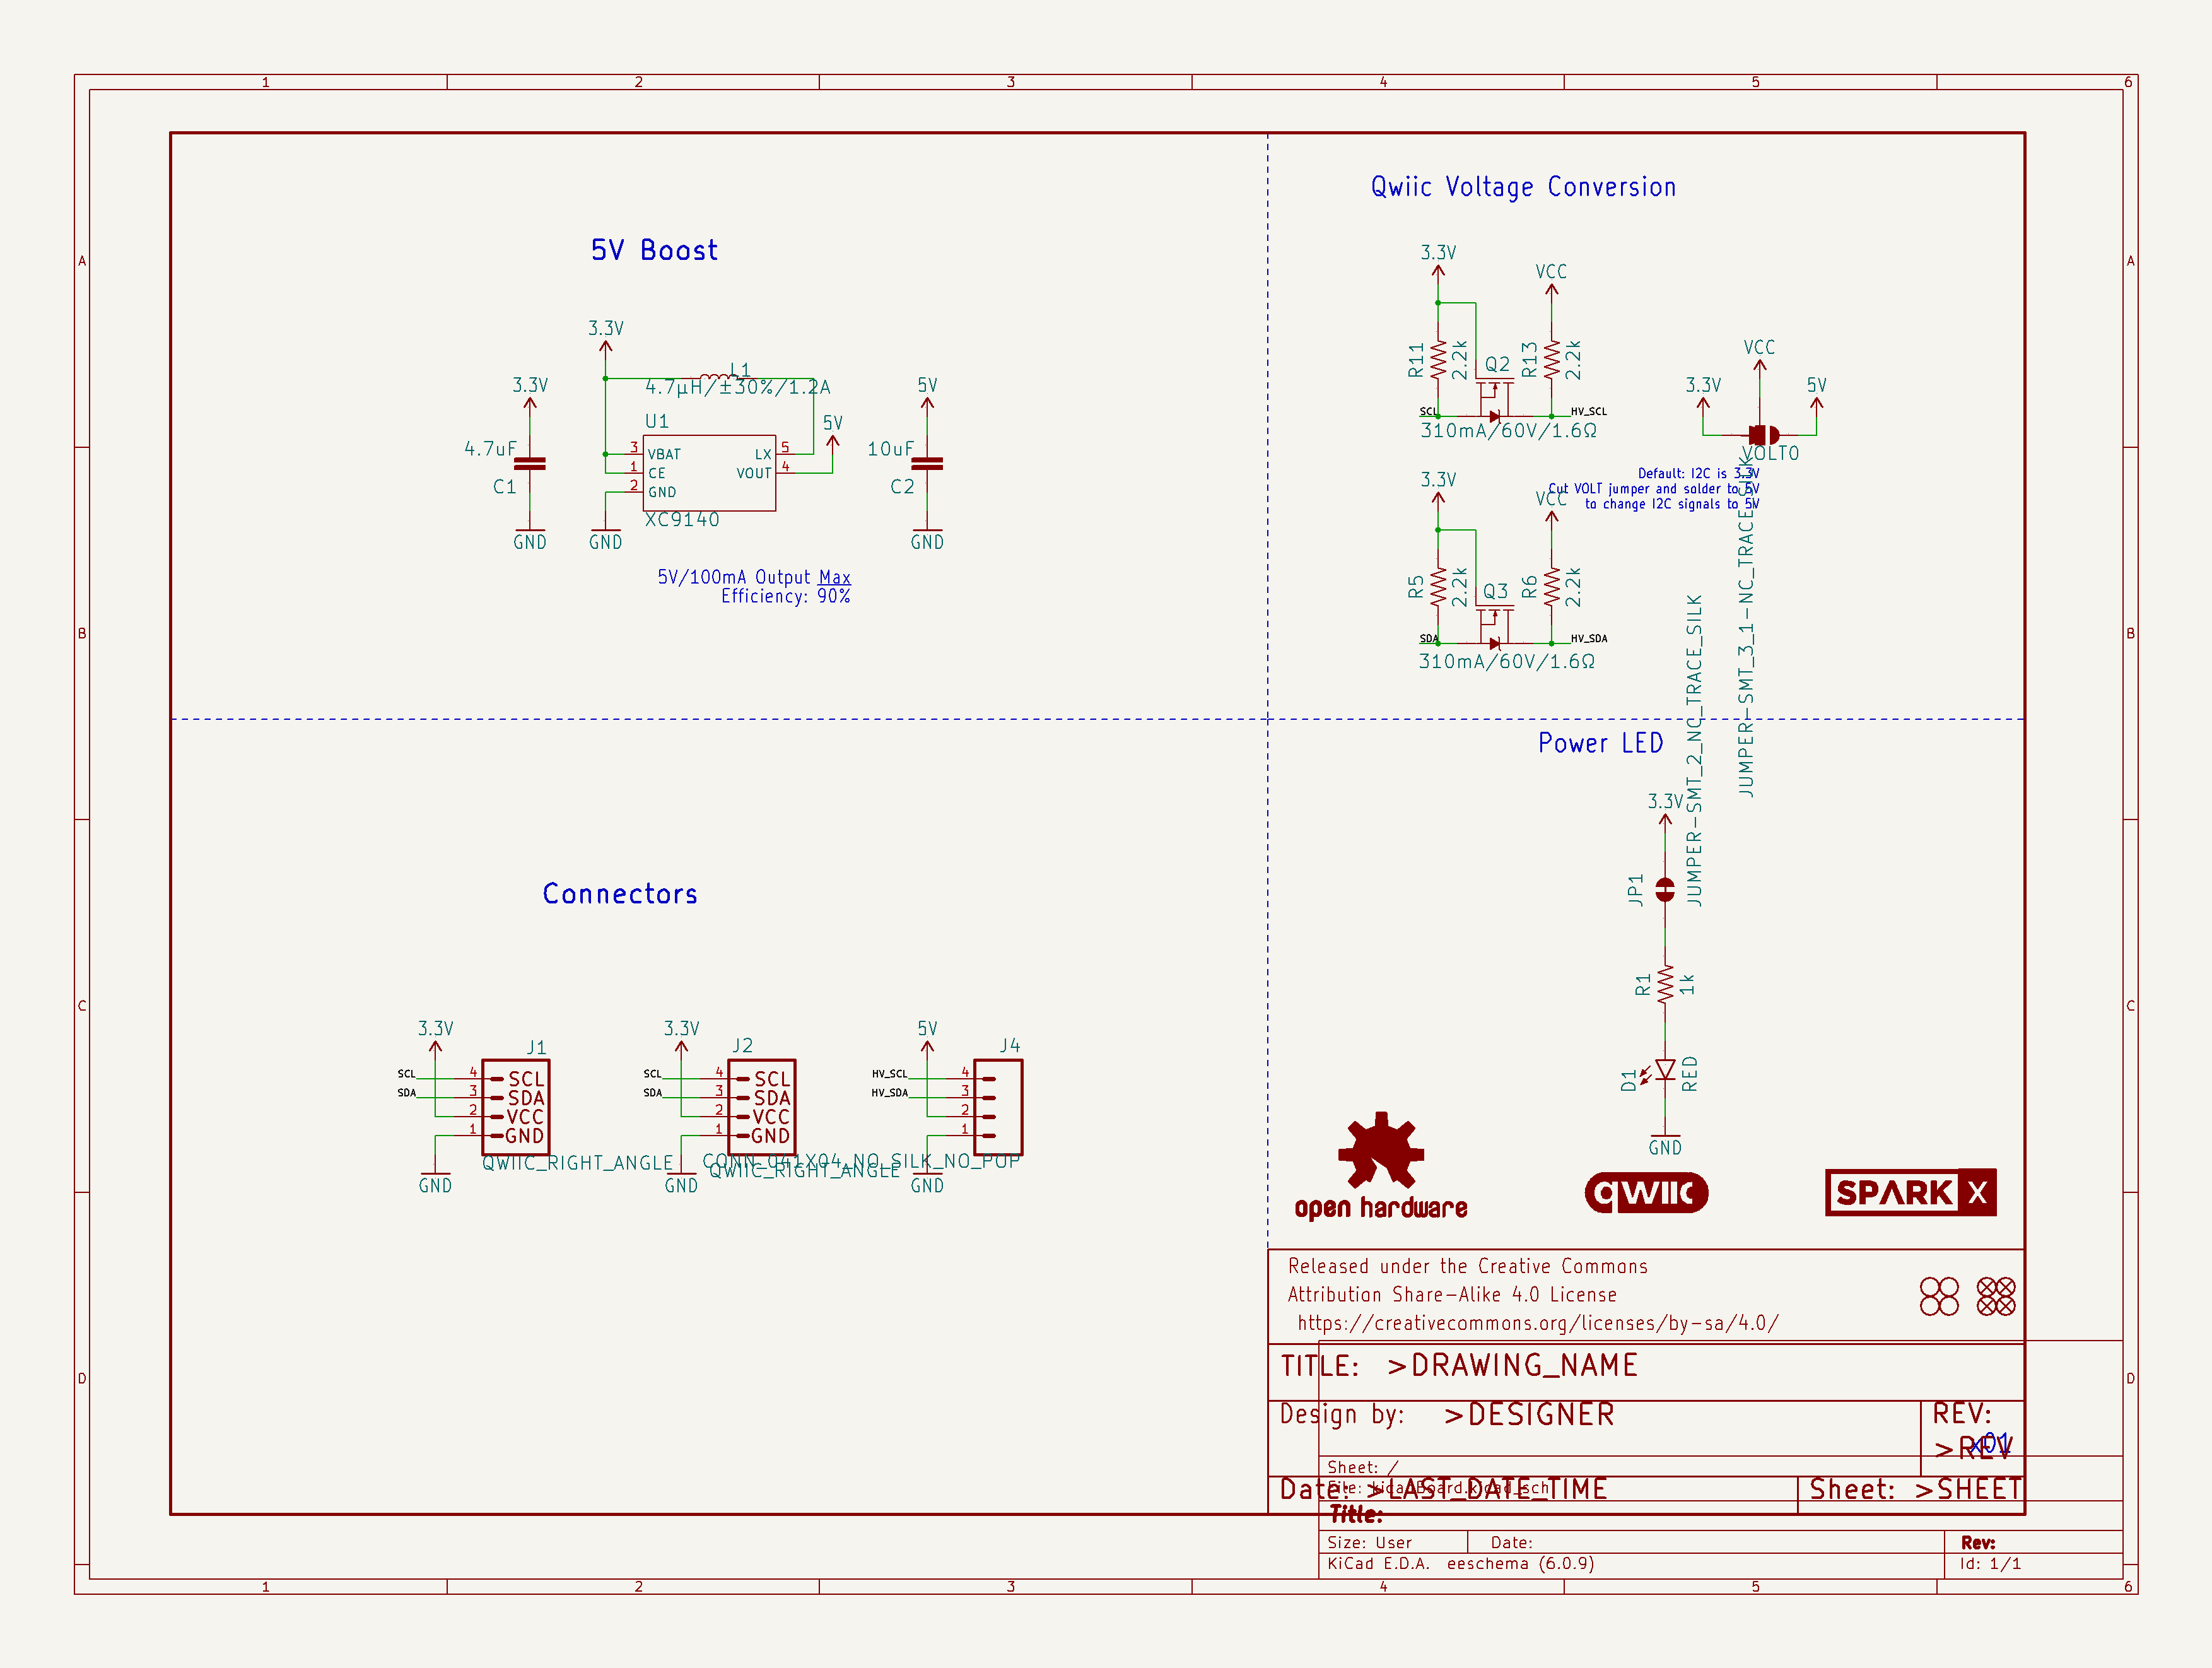 1 2 3 4 5 6
A A
B B
C C
D D
5V Boost
3.3V
L1
4.7µH/±30%/1.2A
3.3V
5V
U1
5V
4.7uF
C1
3 VBAT
1 CE
2 GND
LX 5
VOUT 4
XC9140
10uF
C2
GND GND GND
5V/100mA Output Max
Efficiency: 90%
Qwiic Voltage Conversion
3.3V
VCC
R11
2.2k
Q2
R13
2.2k
SCL
HV_SCL
310mA/60V/1.6Ω
VCC
3.3V
5V
VOLT0
JUMPER-SMT_3_1-NC_TRACE_SILK
Default: I2C is 3.3V
Cut VOLT jumper and solder to 5V
to change I2C signals to 5V
3.3V
VCC
R5
2.2k
Q3
R6
2.2k
SDA
HV_SDA
310mA/60V/1.6Ω
Connectors
3.3V
J1
SCL 4 SCL
SDA 3 SDA
2 VCC
1 GND
QWIIC_RIGHT_ANGLE
GND
3.3V
J2
SCL 4 SCL
SDA 3 SDA
2 VCC
1 GND
QWIIC_RIGHT_ANGLE
GND
5V
J4
HV_SCL 4
HV_SDA 3
2
1
CONN_041X04_NO_SILK_NO_POP
GND
Power LED
3.3V
JP1
JUMPER-SMT_2_NC_TRACE_SILK
R1
1k
D1
RED
GND
open hardware
qwiic
SPARK X
Released under the Creative Commons
Attribution Share-Alike 4.0 License
https://creativecommons.org/licenses/by-sa/4.0/
TITLE: >DRAWING_NAME
Design by: >DESIGNER
REV:
>REV
x01
Date: >LAST_DATE_TIME
Sheet: >SHEET
Sheet: /
File: kicadBoard.kicad_sch
Title:
Size: User
Date:
Rev:
KiCad E.D.A. eeschema (6.0.9)
Id: 1/1
1 2 3 4 5 6